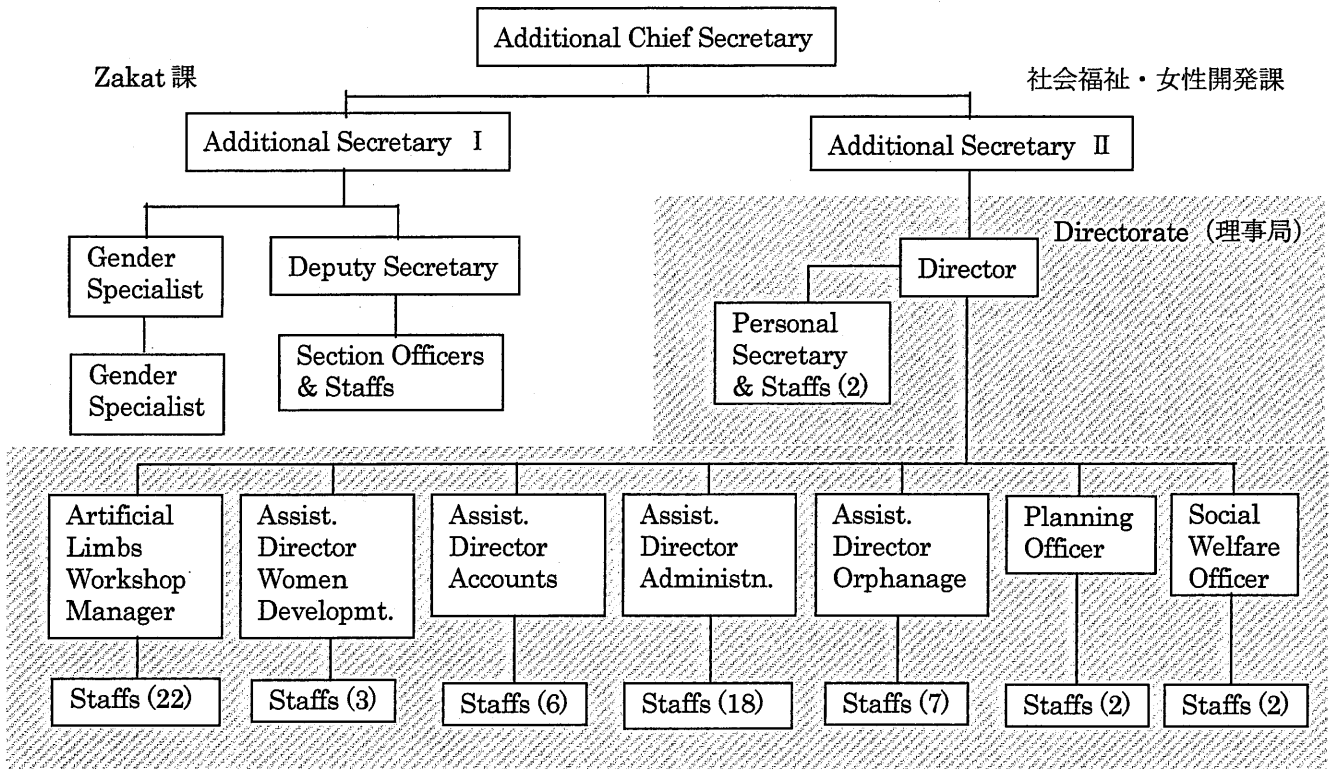 Additional Chief Secretary
Zakat 課
社会福祉・女性開発課
Additional Secretary Ⅰ
Additional Secretary Ⅱ
Gender
Specialist
Deputy Secretary
Directorate（理事局）
Director
Gender
Specialist
Section Officers
& Staffs
Personal
Secretary
& Staffs (2)
Artificial
Limbs
Workshop
Manager
Assist.
Director
Women
Developmt.
Assist.
Director
Accounts
Assist.
Director
Administn.
Assist.
Director
Orphanage
Planning
Officer
Social
Welfare
Officer
Staffs (22)
Staffs (3)
Staffs (6)
Staffs (18)
Staffs (7)
Staffs (2)
Staffs (2)